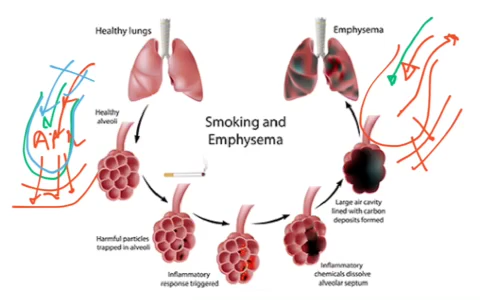 Healthy lungs
Emphysema
Healthy
alveoli
Smoking and
Emphysema
Large air cavity
lined with carbon
deposits formed
Harmful particles
trapped in alveoli
Inflammatory
response triggered
Inflammatory
chemicals dissolve
alveolar septum